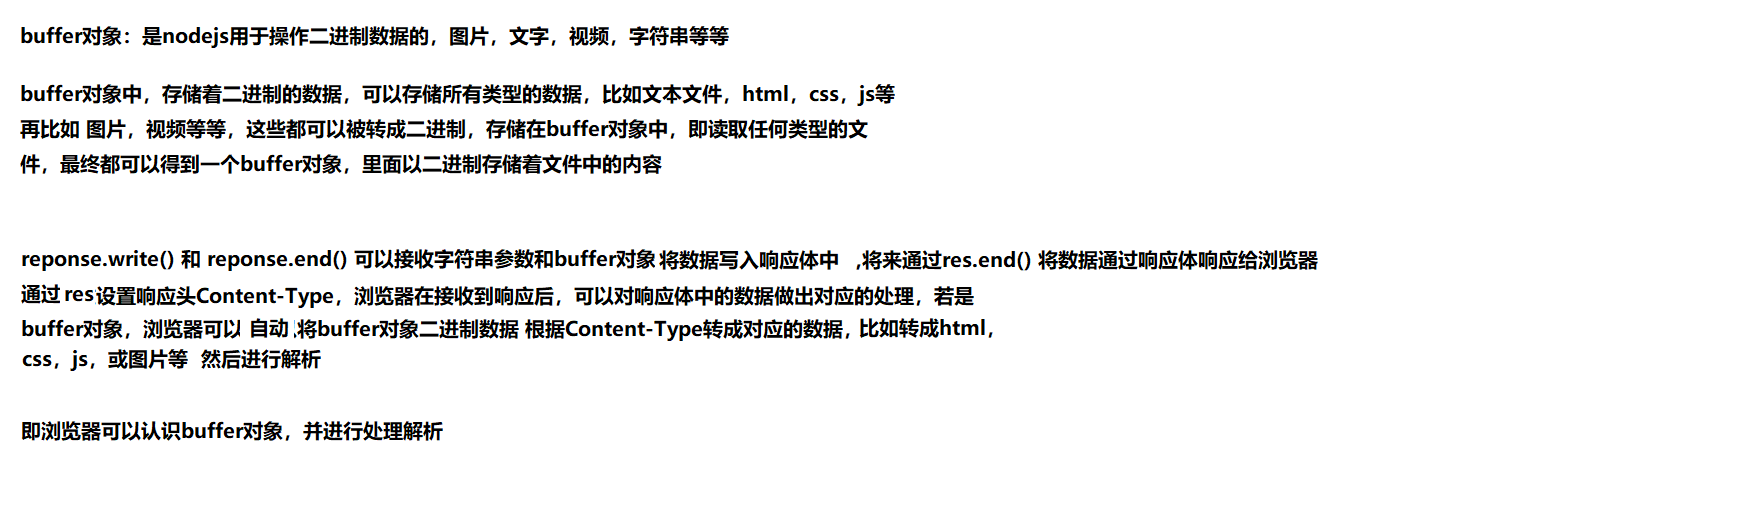 buffer对象：是nodejs用于操作二进制数据的，图片，文字，视频，字符串等等
buffer对象中，存储着二进制的数据，可以存储所有类型的数据，比如文本文件，html，css，js等
再比如 图片，视频等等，这些都可以被转成二进制，存储在buffer对象中，即读取任何类型的文
件，最终都可以得到一个buffer对象，里面以二进制存储着文件中的内容
reponse.write() 和 reponse.end() 可以接收字符串参数和buffer对象 将数据写入响应体中 ,将来通过res.end() 将数据通过响应体响应给浏览器
通过 res设置响应头Content-Type，浏览器在接收到响应后，可以对响应体中的数据做出对应的处理，若是
buffer对象，浏览器可以 自动 将buffer对象二进制数据 根据Content-Type转成对应的数据，比如转成html，
css，js，或图片等 然后进行解析
即浏览器可以认识buffer对象，并进行处理解析